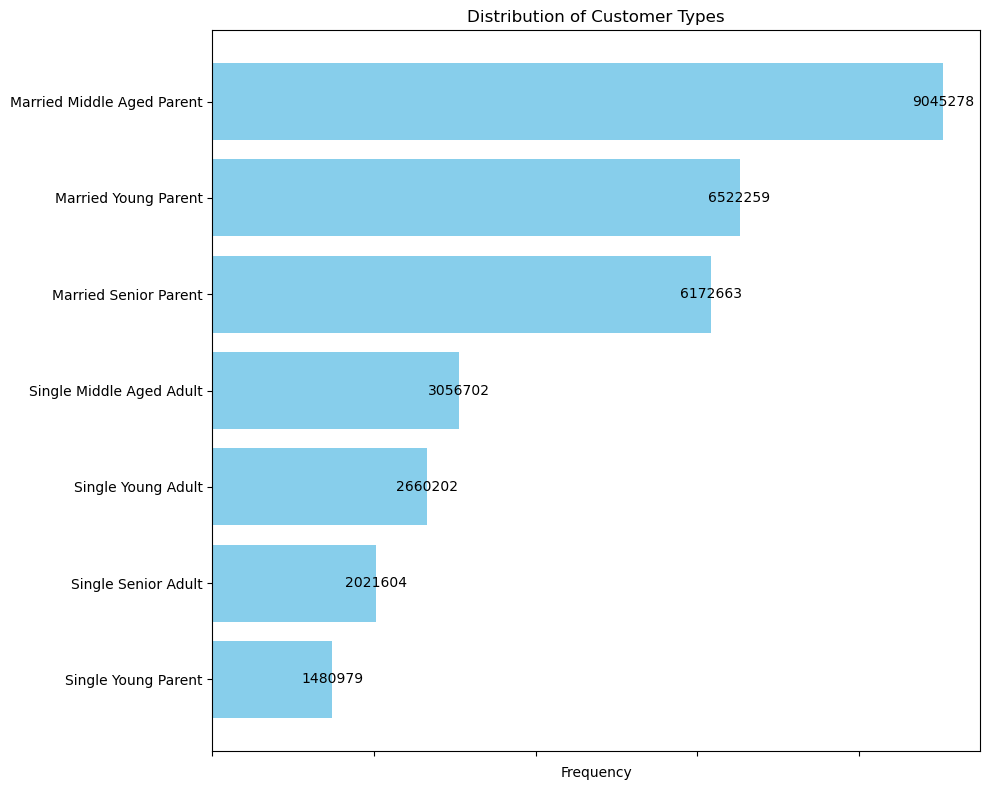 Distribution of Customer Types
Married Middle Aged Parent 9045278
Married Young Parent 6522259
Married Senior Parent 6172663
Single Middle Aged Adult 3056702
Single Young Adult 2660202
Single Senior Adult 2021604
Single Young Parent 1480979
Frequency